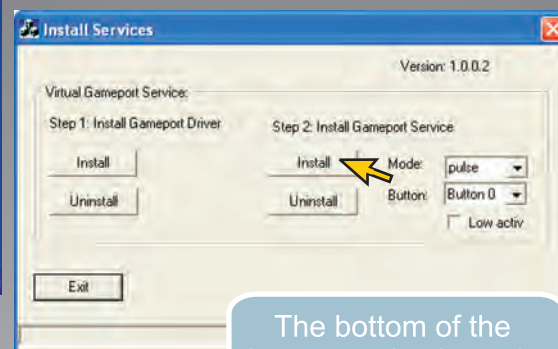 Install Services
Version: 1.0.0.2
Virtual Gameport Service:
Step 1: Install Gameport Driver
Step 2: Install Gameport Service
Install
Install
Mode: pulse
Uninstall
Uninstall
Button: Button 0
Low activ
Exit
The bottom of the